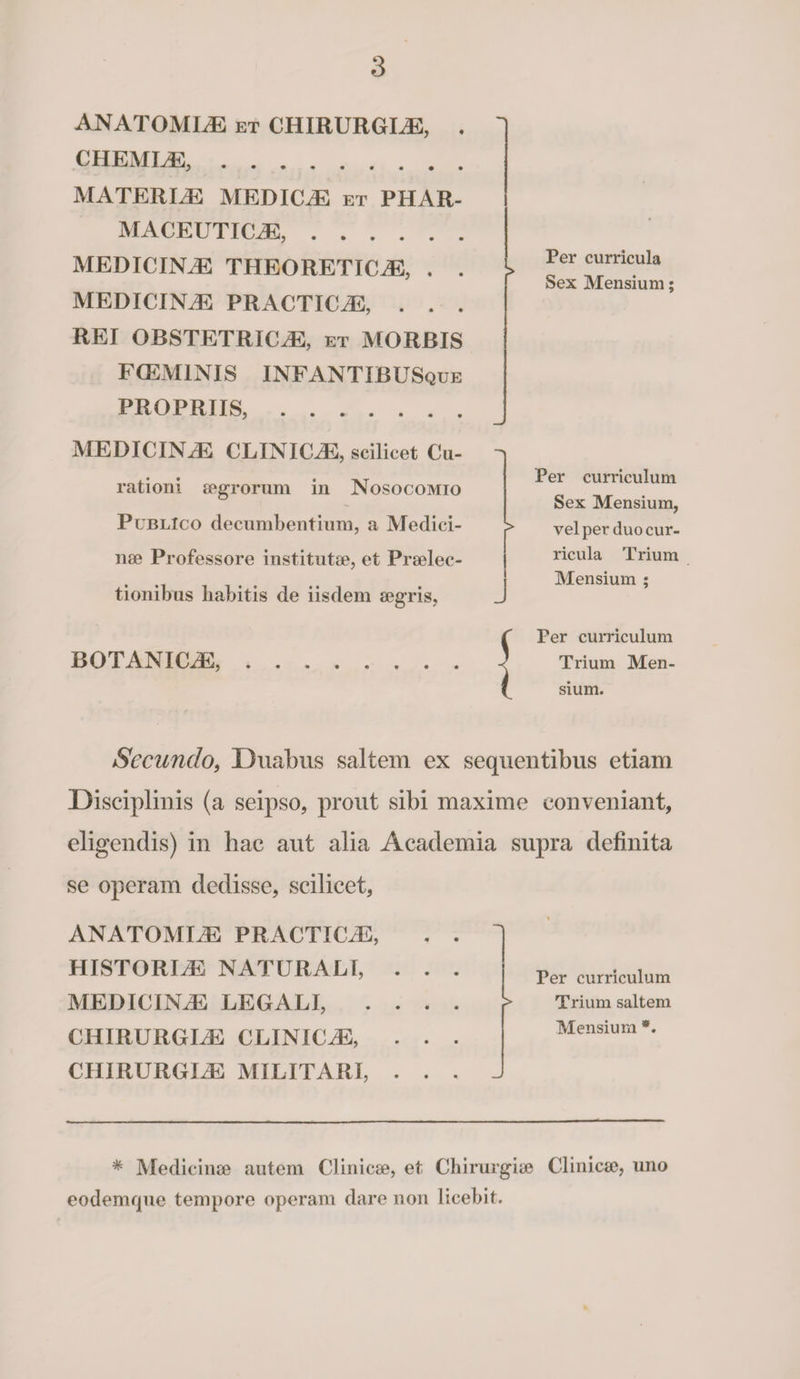 3
ANATOMIÆ ET CHIRURGIÆ, .
CHEMIÆ, . . . . . . . . . .
MATERIÆ MEDICÆ ET PHAR-
MACEUTICÆ, . . . . . .
MEDICINÆ THEORETICÆ, . .
MEDICINÆ PRACTICÆ, . . .
REI OBSTETRICÆ, ET MORBIS
FŒMINIS INFANTIBUSQUE
PROPRIIS, . . . . . . . .
Per curricula
Sex Mensium;
MEDICINÆ CLINICÆ, scilicet Cu-
rationi ægrorum in NOSOCOMIO
PUBLICO decumbentium, a Medici-
næ Professore institutæ, et Prælec-
tionibus habitis de iisdem ægris,
Per curriculum
Sex Mensium,
vel per duo cur-
ricula Trium
Mensium ;
BOTANICÆ, . . . . . . . . .
Per curriculum
Trium Men-
sium.
Secundo, Duabus saltem ex sequentibus etiam
Disciplinis (a seipso, prout sibi maxime conveniant,
eligendis) in hac aut alia Academia supra definita
se operam dedisse, scilicet,
ANATOMIÆ PRACTICÆ, . .
HISTORIÆ NATURALI, . . .
MEDICINÆ LEGALI, . . . . .
CHIRURGIÆ CLINICÆ, . . .
CHIRURGIÆ MILITARI, . . .
Per curriculum
Trium saltem
Mensium *.
* Medicinæ autem Clinicæ, et Chirurgiæ Clinicæ, uno
eodemque tempore operam dare non licebit.